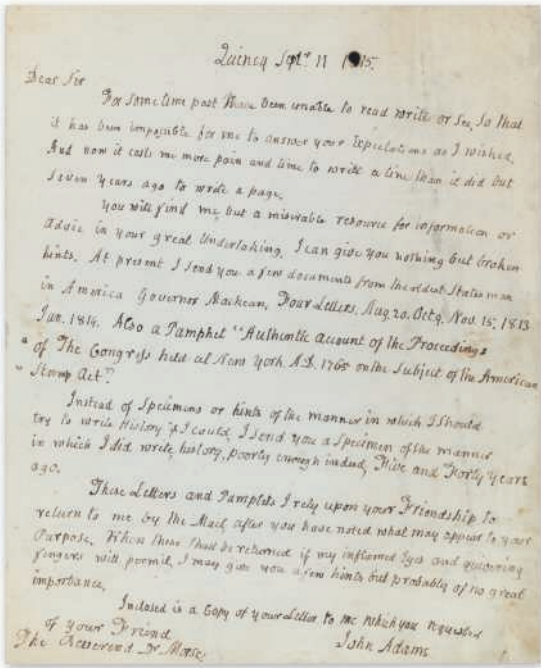 Quincy Sept. 11 1815.
Dear Sir
For sometime past I have been unable to read write or see, so that
it has been impossible for me to answer your Expectations as I wished.
And now it costs me more pain and time to write a line than it did but
seven years ago to write a page.
You will find me but a miserable resource for information or
advice in your great Undertaking. I can give you nothing but broken
hints. At present I send you a few documents from the oldest Statesman
in America Governor Mackean, Four Letters, Aug. 20. Oct 9. Nov. 15, 1813
Jan. 1814. Also a Pamphlet "Authentic account of the Proceedings
" of The Congress held at New York A.D. 1765 on the Subject of the American
" Stamp Act".
Instead of Specimens or hints of the manner in which I should
try to write History if I could, I send you a Specimen of the manner
in which I did write history, poorly enough indeed, Five and Forty years
ago.
These Letters and Pamplets I rely upon your Friendship to
return to me by the Mail, after you have noted what may appear to your
Purpose. When these shall be returned if my inflamed Eyes and quivering
fingers will permit, I may give you a few hints but probably of no great
importance.
Inclosed is a Copy of your Letter to me which you requested
of your Friend
John Adams
The Reverend Dr Morse.